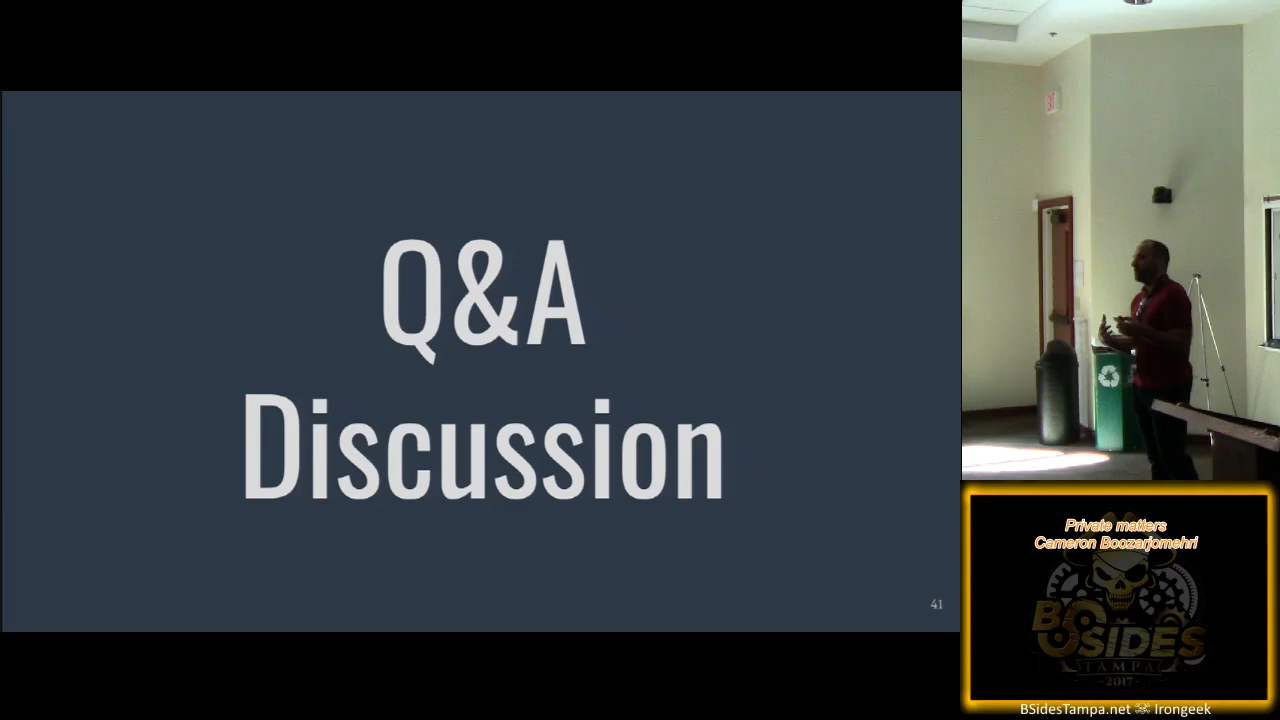 Q&A
Discussion
41
Private matters
Cameron Boozarjomehri
BSIDES
TAMPA
-2017-
BSidesTampa.net ☠ Irongeek